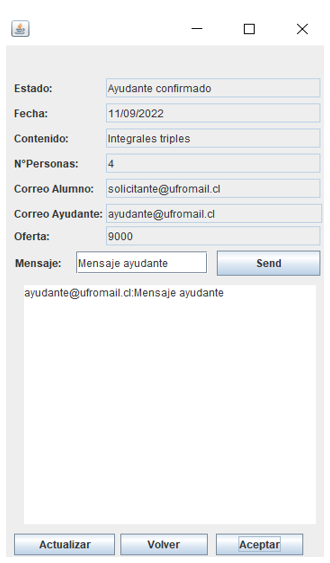 Estado: Ayudante confirmado
Fecha: 11/09/2022
Contenido: Integrales triples
N°Personas: 4
Correo Alumno: solicitante@ufromail.cl
Correo Ayudante: ayudante@ufromail.cl
Oferta: 9000
Mensaje: Mensaje ayudante Send
ayudante@ufromail.cl:Mensaje ayudante
Actualizar Volver Aceptar